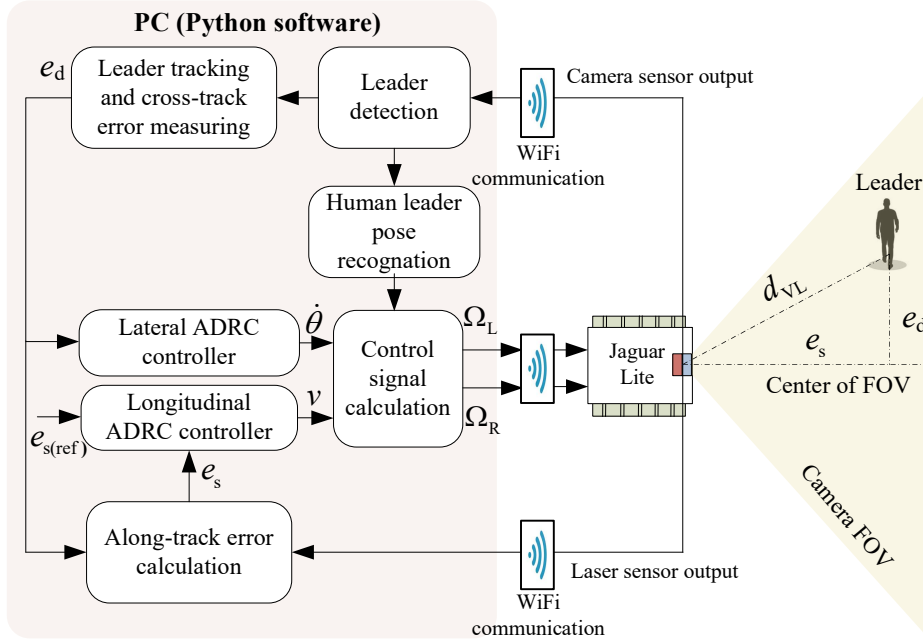 PC (Python software)
e_d
Leader tracking
and cross-track
error measuring
Leader
detection
Camera sensor output
WiFi
communication
Human leader
pose
recognation
Leader
d_VL
e_d
e_s
Center of FOV
Camera FOV
Lateral ADRC
controller
θ̇
Longitudinal
ADRC controller
v
e_s(ref)
e_s
Control
signal
calculation
Ω_L
Ω_R
Jaguar
Lite
Along-track error
calculation
Laser sensor output
WiFi
communication